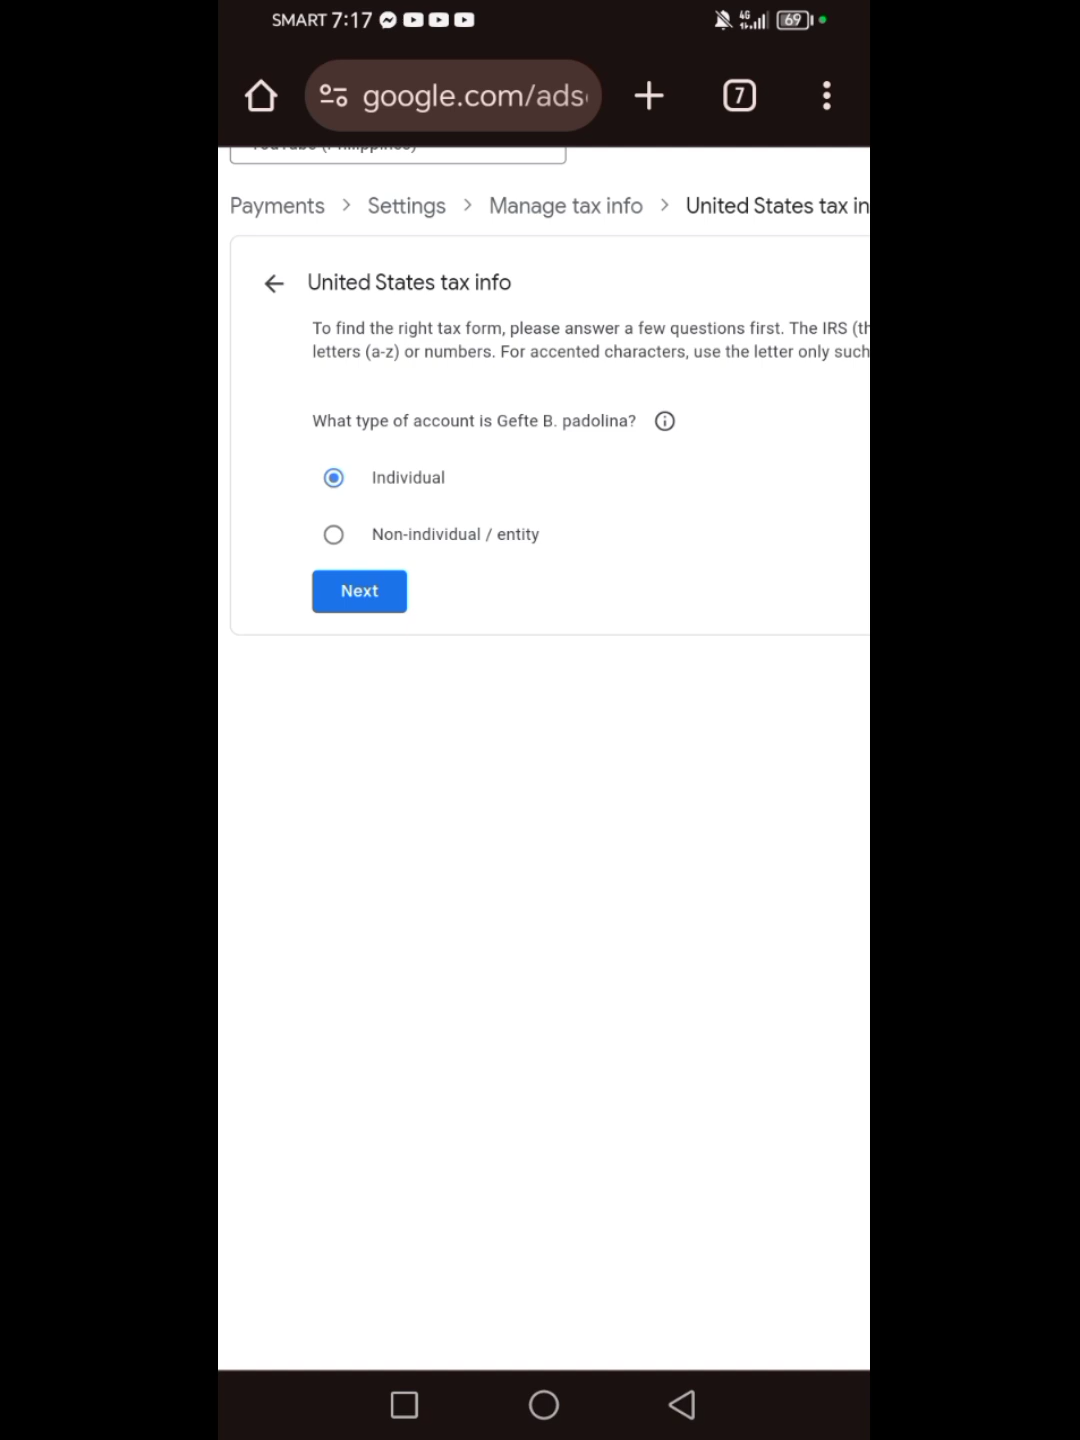 SMART 7:17
4G
69
google.com/ads
7
YouTube (Philippines)
Payments > Settings > Manage tax info > United States tax in
United States tax info
To find the right tax form, please answer a few questions first. The IRS (th
letters (a-z) or numbers. For accented characters, use the letter only such
What type of account is Gefte B. padolina?
Individual
Non-individual / entity
Next